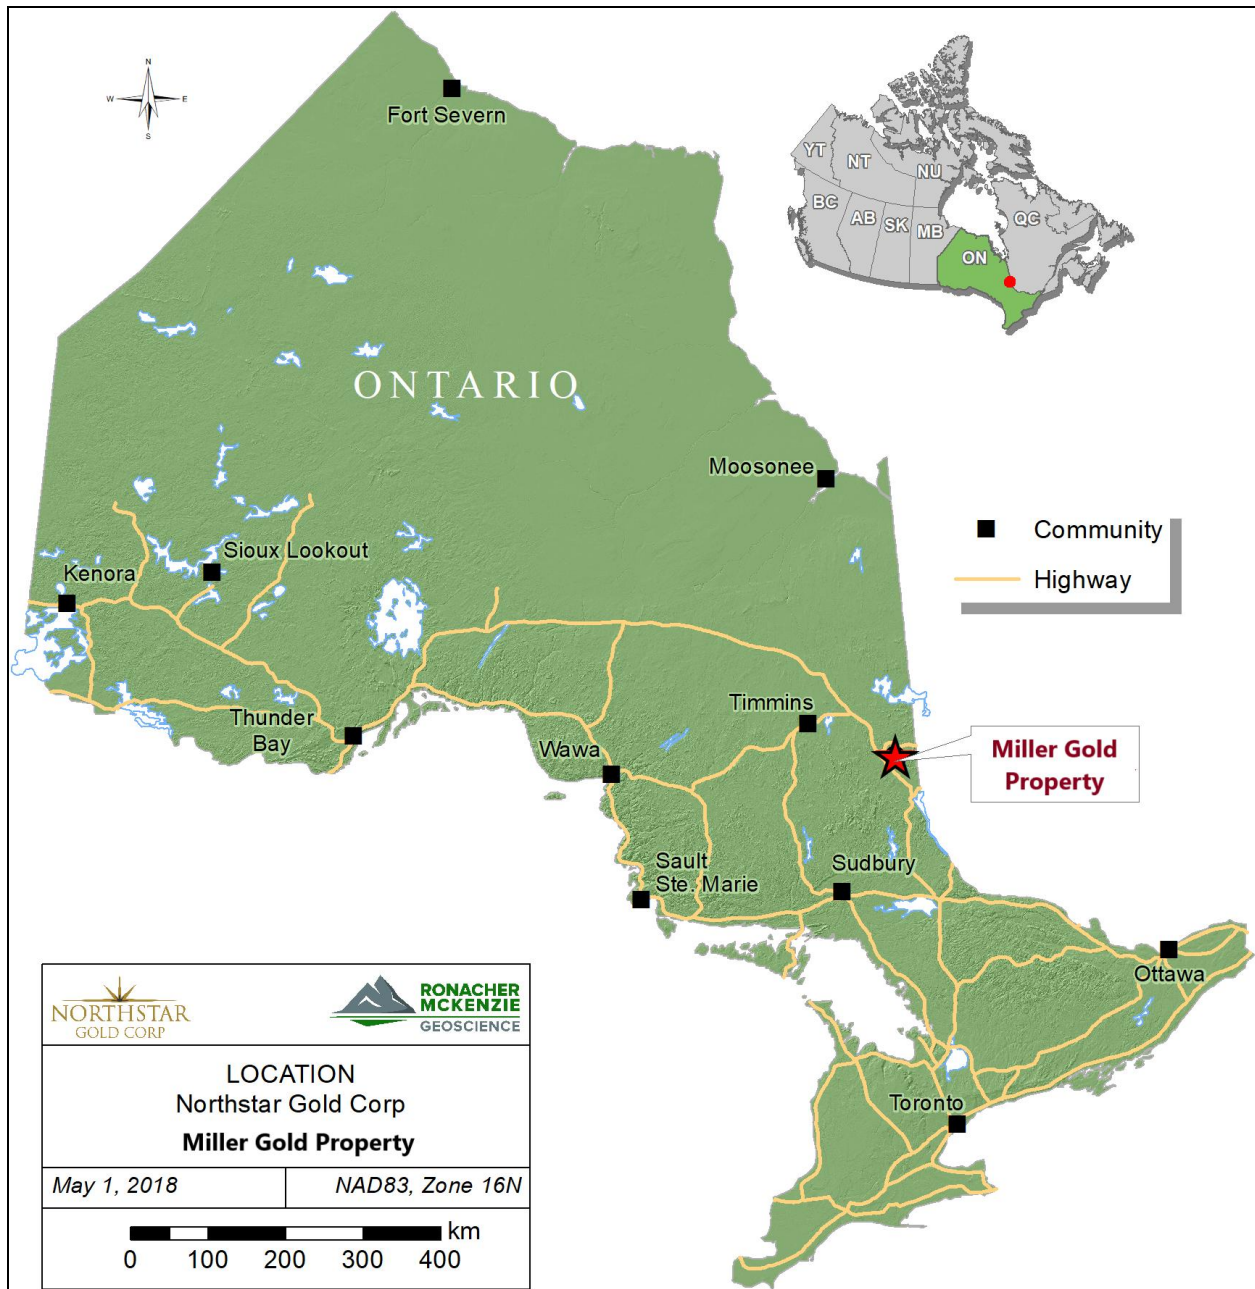 N
W
E
S
Fort Severn
YT
NT
NU
BC
AB
SK
MB
QC
ON
ONTARIO
Moosonee
Community
Highway
Sioux Lookout
Kenora
Timmins
Thunder
Bay
Wawa
Miller Gold
Property
Sault
Ste. Marie
Sudbury
Ottawa
Toronto
NORTHSTAR
GOLD CORP
RONACHER
MCKENZIE
GEOSCIENCE
LOCATION
Northstar Gold Corp
Miller Gold Property
May 1, 2018
NAD83, Zone 16N
km
0 100 200 300 400